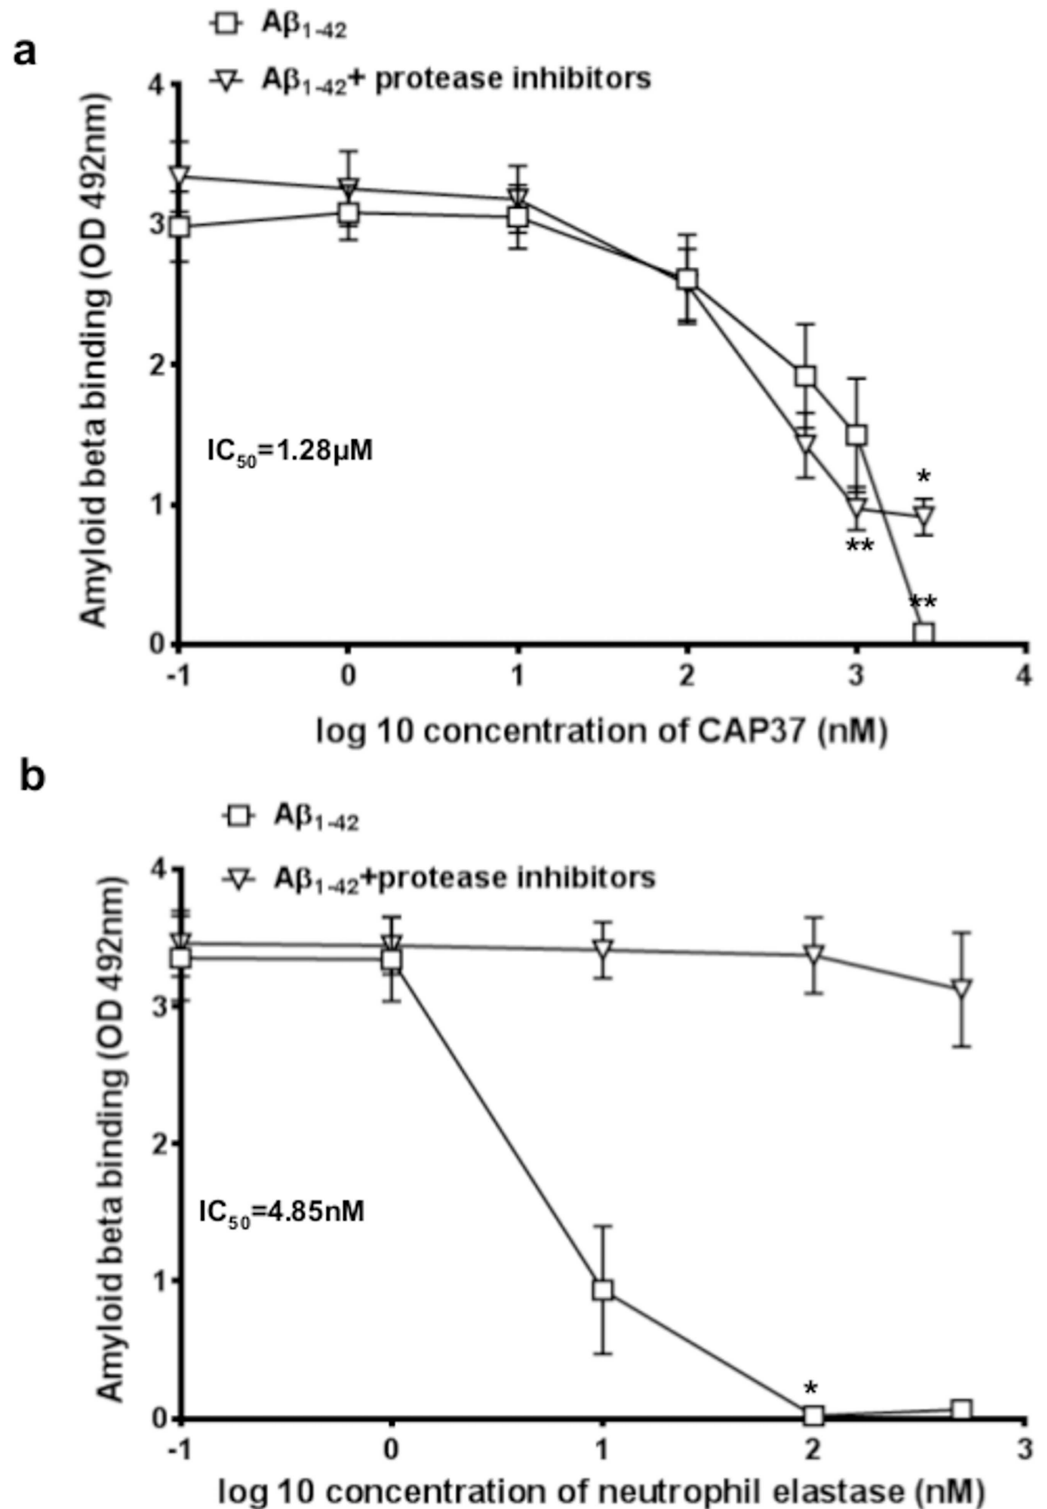 a
Aβ1-42
Aβ1-42+ protease inhibitors
Amyloid beta binding (OD 492nm)
4
3
2
1
0
IC50=1.28µM
*
**
**
-1 0 1 2 3 4
log 10 concentration of CAP37 (nM)
b
Aβ1-42
Aβ1-42+protease inhibitors
Amyloid beta binding (OD 492nm)
4
3
2
1
0
IC50=4.85nM
*
-1 0 1 2 3
log 10 concentration of neutrophil elastase (nM)